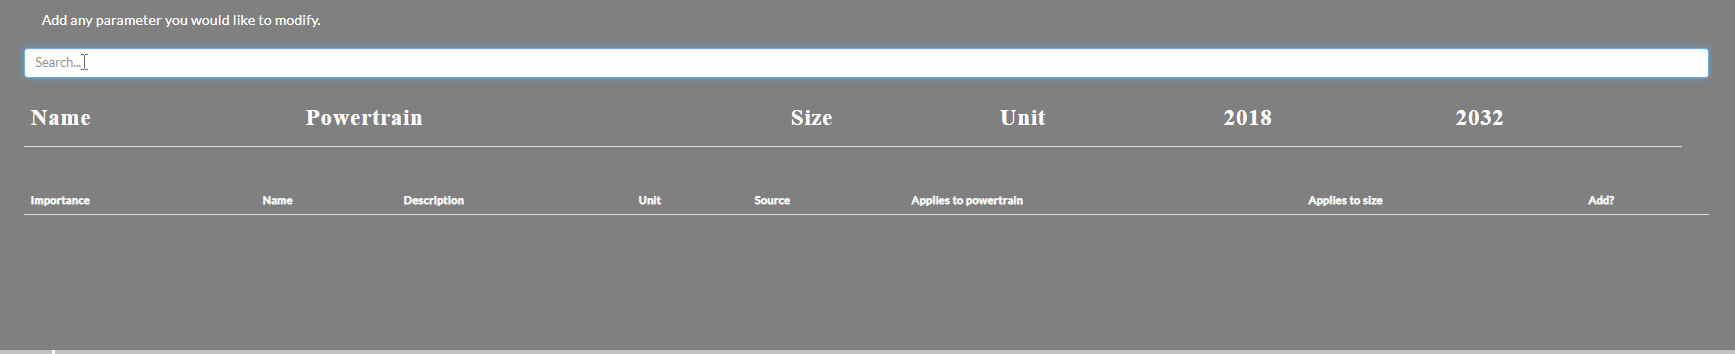 Add any parameter you would like to modify.
Search...
Name Powertrain Size Unit 2018 2032
Importance Name Description Unit Source Applies to powertrain Applies to size Add?